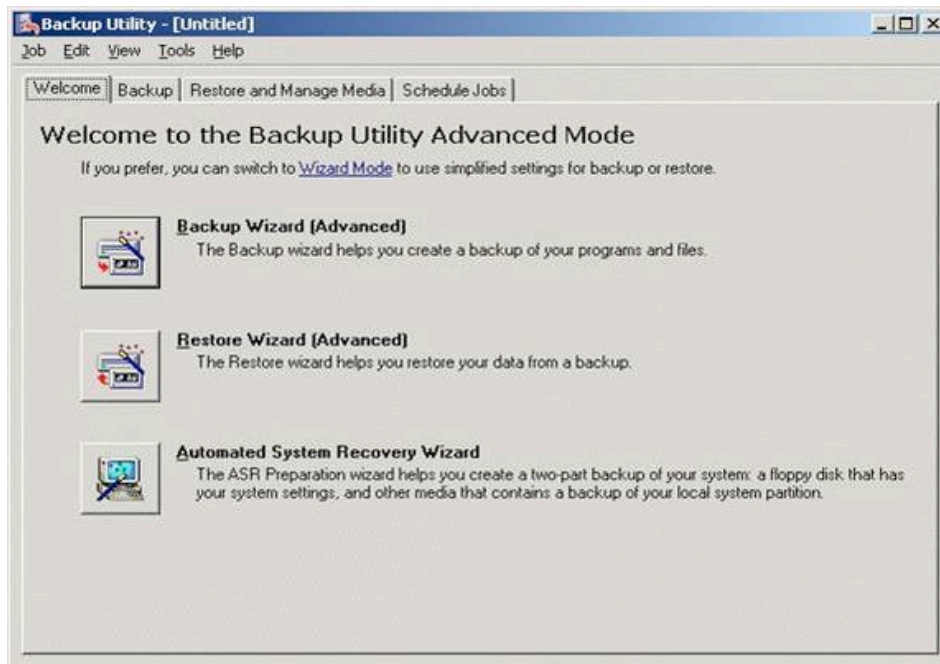 Backup Utility - [Untitled]
Job Edit View Tools Help
Welcome Backup Restore and Manage Media Schedule Jobs
Welcome to the Backup Utility Advanced Mode
If you prefer, you can switch to Wizard Mode to use simplified settings for backup or restore.
Backup Wizard (Advanced)
The Backup wizard helps you create a backup of your programs and files.
Restore Wizard (Advanced)
The Restore wizard helps you restore your data from a backup.
Automated System Recovery Wizard
The ASR Preparation wizard helps you create a two-part backup of your system: a floppy disk that has
your system settings, and other media that contains a backup of your local system partition.